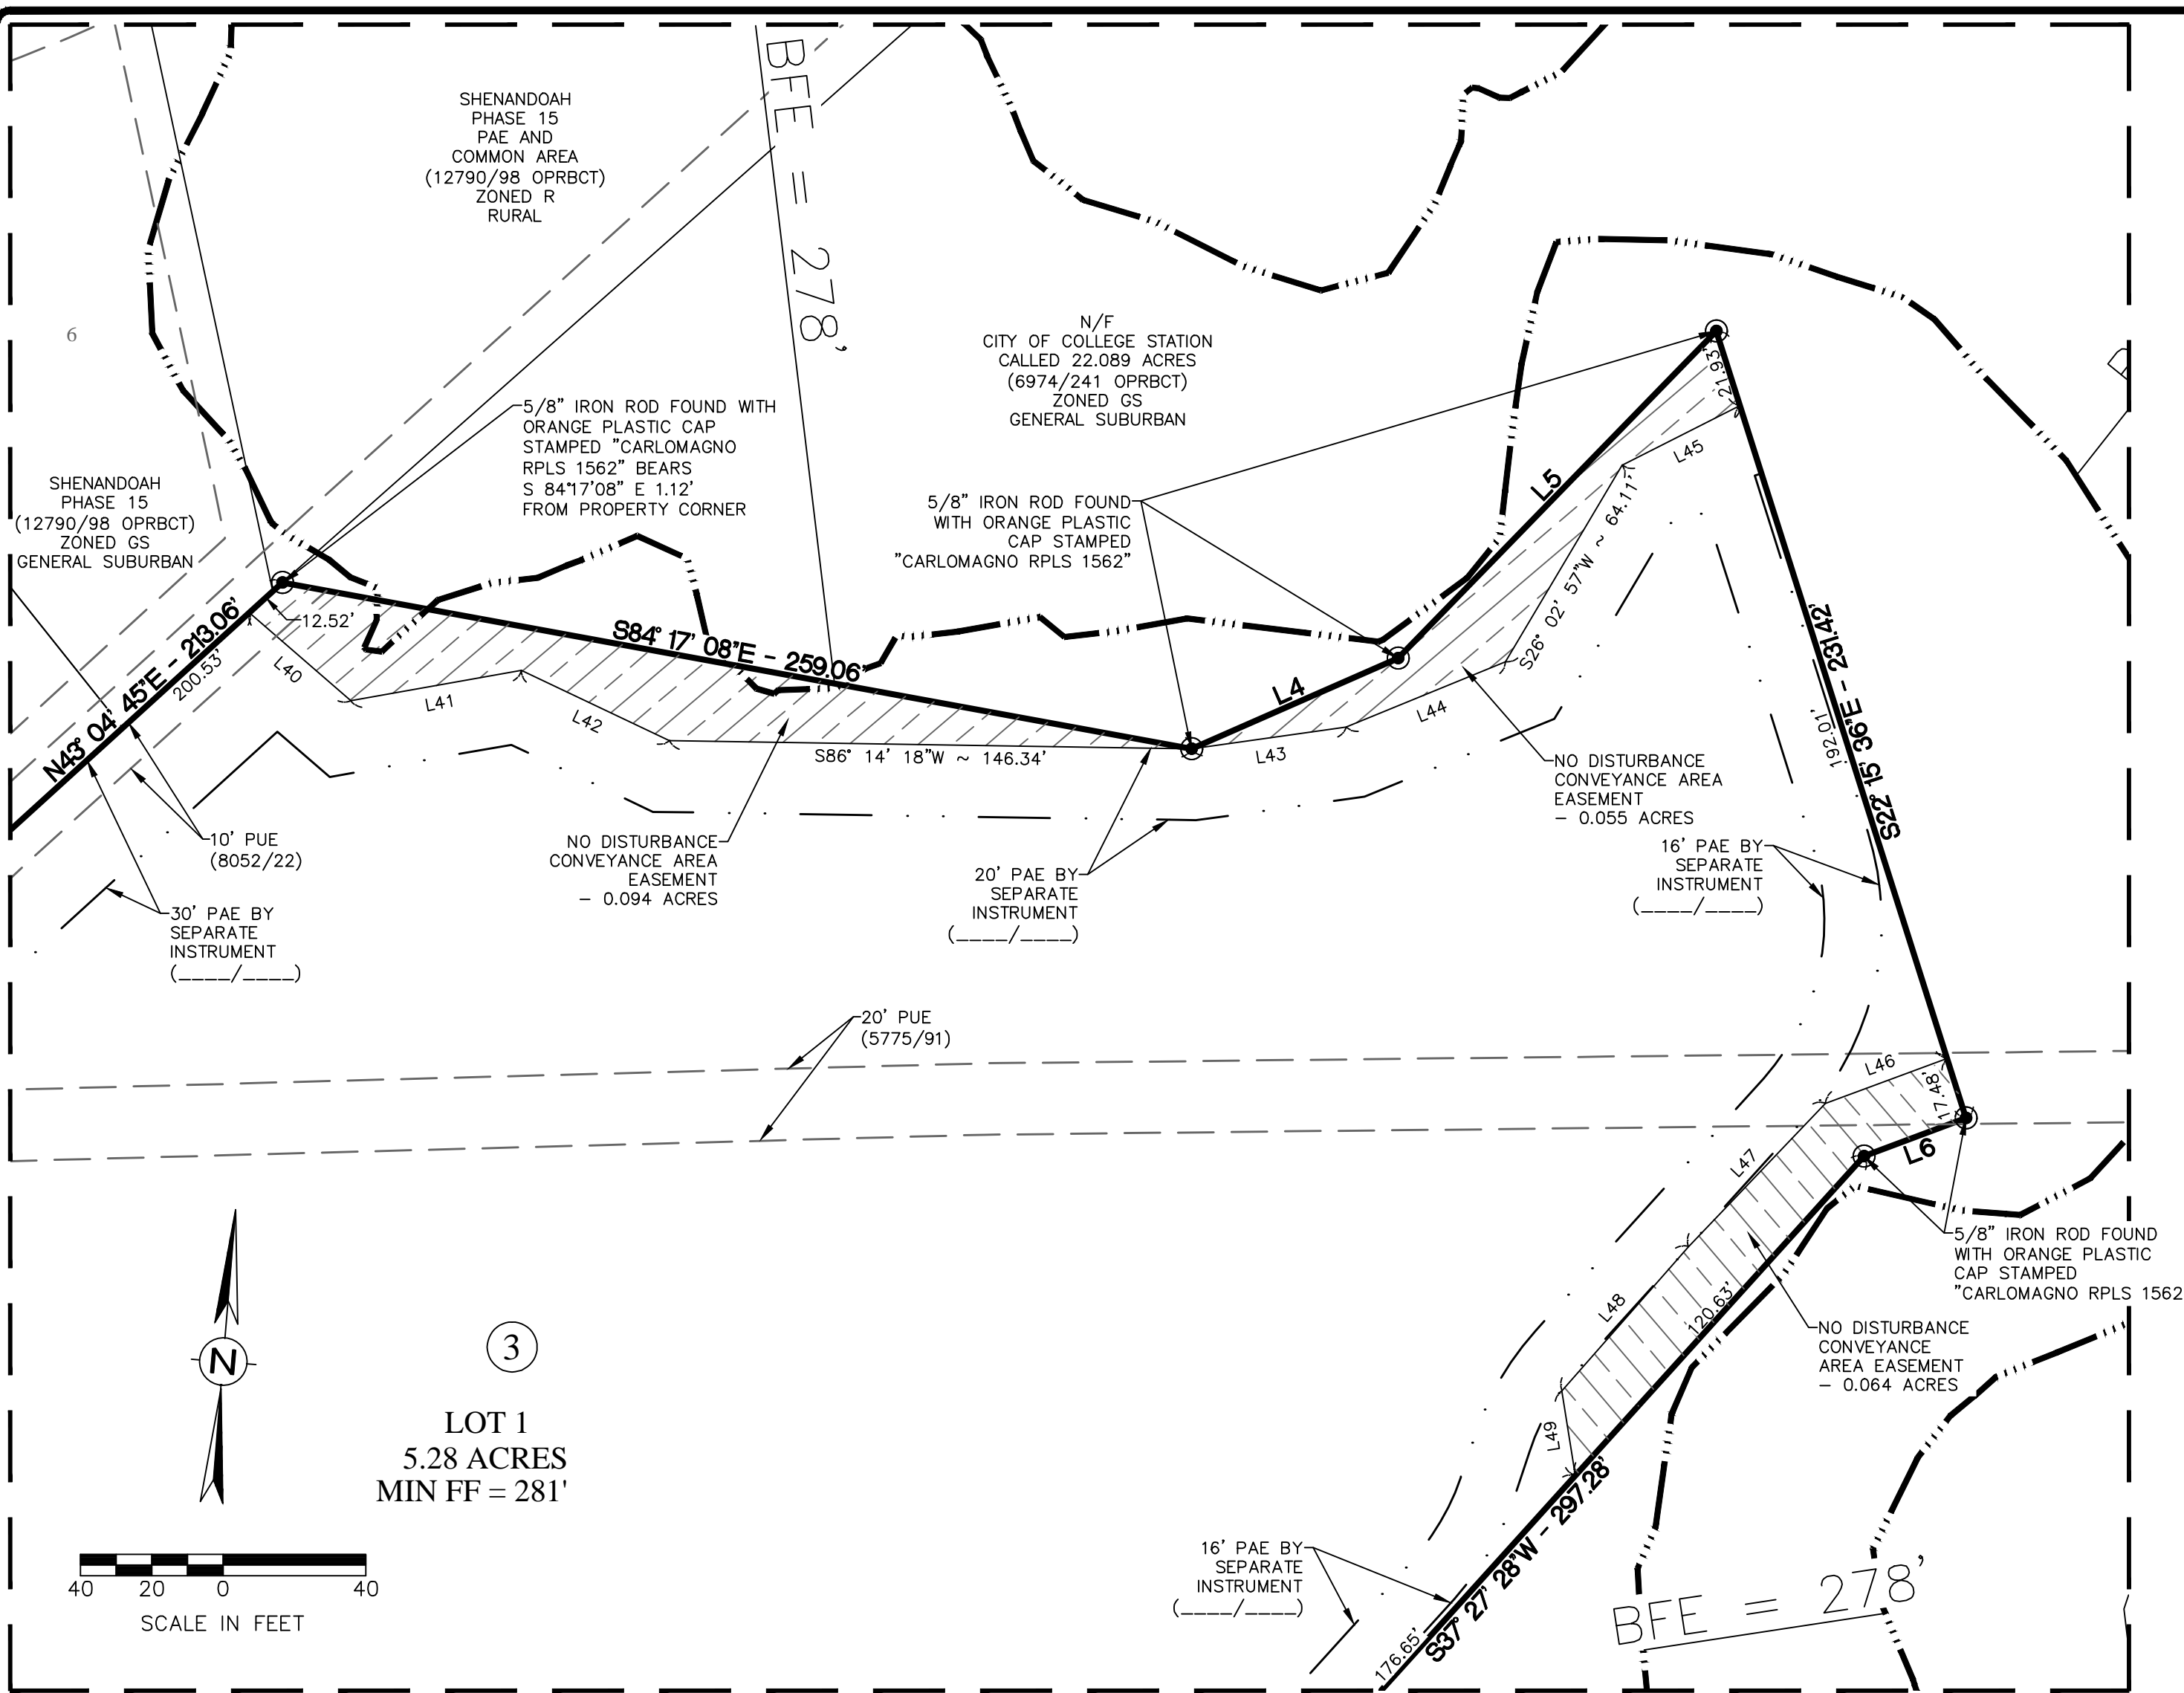 SHENANDOAH
PHASE 15
PAE AND
COMMON AREA
(12790/98 OPRBCT)
ZONED R
RURAL
BFE = 278'
6
N/F
CITY OF COLLEGE STATION
CALLED 22.089 ACRES
(6974/241 OPRBCT)
ZONED GS
GENERAL SUBURBAN
5/8" IRON ROD FOUND WITH
ORANGE PLASTIC CAP
STAMPED "CARLOMAGNO
RPLS 1562" BEARS
S 84°17'08" E 1.12'
FROM PROPERTY CORNER
SHENANDOAH
PHASE 15
(12790/98 OPRBCT)
ZONED GS
GENERAL SUBURBAN
5/8" IRON ROD FOUND
WITH ORANGE PLASTIC
CAP STAMPED
"CARLOMAGNO RPLS 1562"
21.93'
L45
L5
S26° 02' 57"W ~ 64.11'
N43° 04' 45"E - 213.06'
200.53'
12.52'
L40
L41
L42
S84° 17' 08"E - 259.06'
S86° 14' 18"W ~ 146.34'
L4
L43
L44
S22° 15' 36"E - 231.42'
192.01'
NO DISTURBANCE
CONVEYANCE AREA
EASEMENT
- 0.055 ACRES
10' PUE
(8052/22)
30' PAE BY
SEPARATE
INSTRUMENT
(____/____)
NO DISTURBANCE
CONVEYANCE AREA
EASEMENT
- 0.094 ACRES
20' PAE BY
SEPARATE
INSTRUMENT
(____/____)
16' PAE BY
SEPARATE
INSTRUMENT
(____/____)
20' PUE
(5775/91)
L46
17.48'
L6
L47
L48
L49
120.63'
5/8" IRON ROD FOUND
WITH ORANGE PLASTIC
CAP STAMPED
"CARLOMAGNO RPLS 1562
NO DISTURBANCE
CONVEYANCE
AREA EASEMENT
- 0.064 ACRES
N
3
LOT 1
5.28 ACRES
MIN FF = 281'
40 20 0 40
SCALE IN FEET
16' PAE BY
SEPARATE
INSTRUMENT
(____/____)
S37° 27' 28"W - 297.28'
176.65'
BFE = 278'